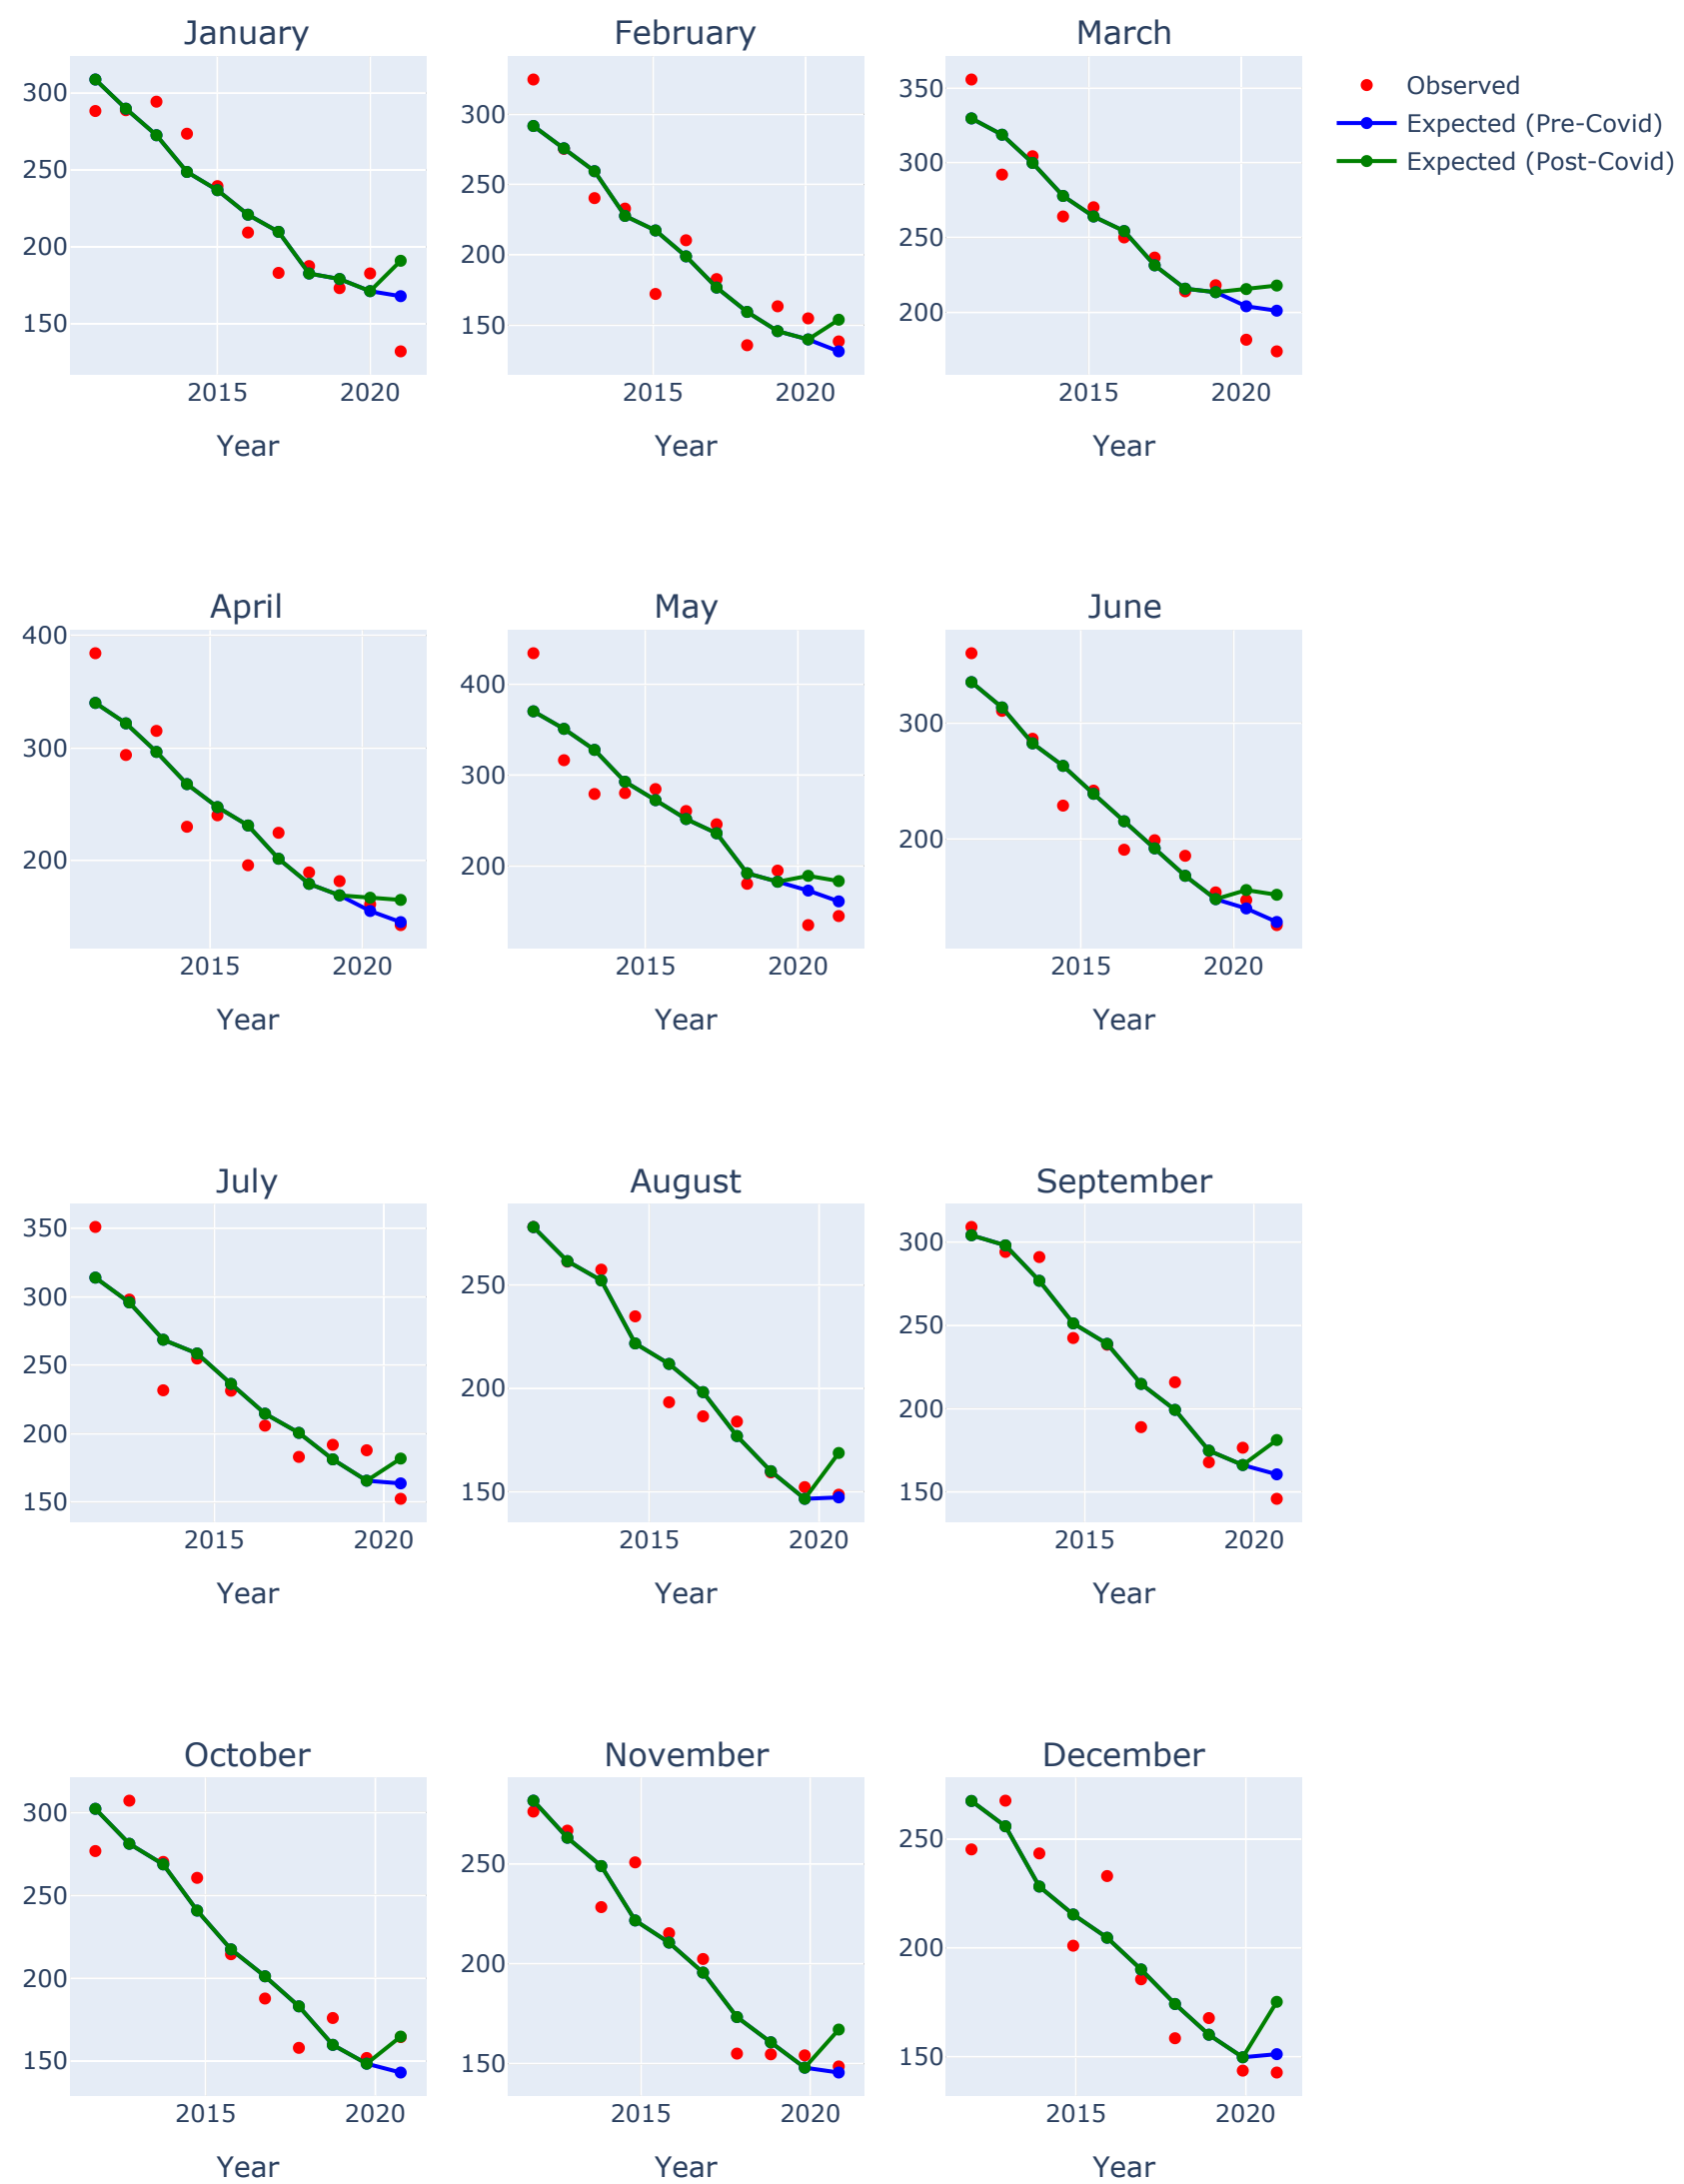 January
February
March
300
250
200
150
2015
2020
Year
300
250
200
150
2015
2020
Year
350
300
250
200
2015
2020
Year
Observed
Expected (Pre-Covid)
Expected (Post-Covid)
April
May
June
400
300
200
2015
2020
Year
400
300
200
2015
2020
Year
300
200
2015
2020
Year
July
August
September
350
300
250
200
150
2015
2020
Year
250
200
150
2015
2020
Year
300
250
200
150
2015
2020
Year
October
November
December
300
250
200
150
2015
2020
Year
250
200
150
2015
2020
Year
250
200
150
2015
2020
Year